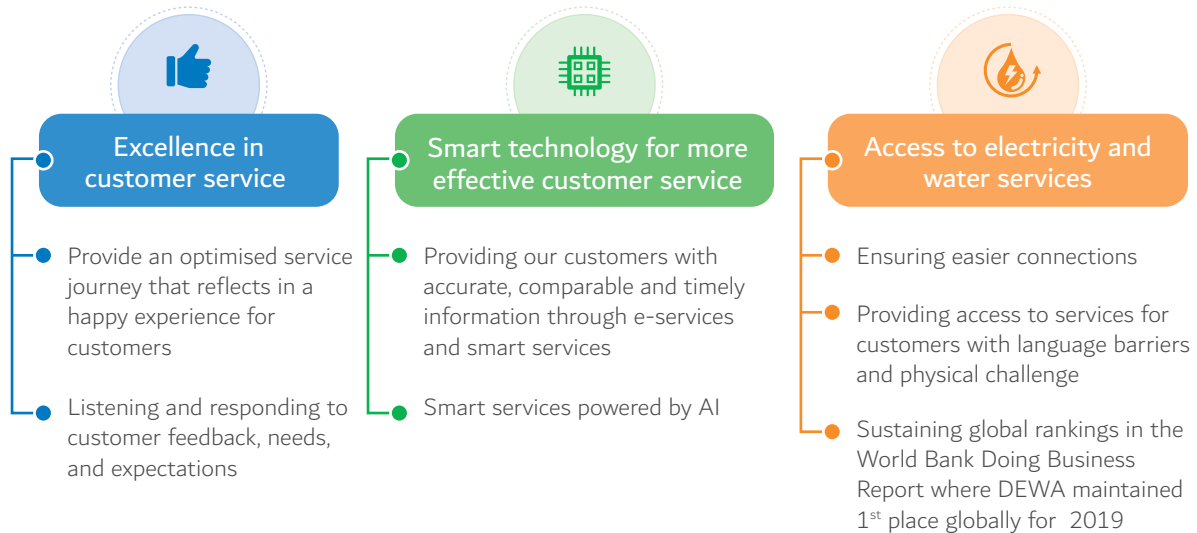 Excellence in
customer service
Provide an optimised service
journey that reflects in a
happy experience for
customers
Listening and responding to
customer feedback, needs,
and expectations
Smart technology for more
effective customer service
Providing our customers with
accurate, comparable and timely
information through e-services
and smart services
Smart services powered by AI
Access to electricity and
water services
Ensuring easier connections
Providing access to services for
customers with language barriers
and physical challenge
Sustaining global rankings in the
World Bank Doing Business
Report where DEWA maintained
1st place globally for 2019